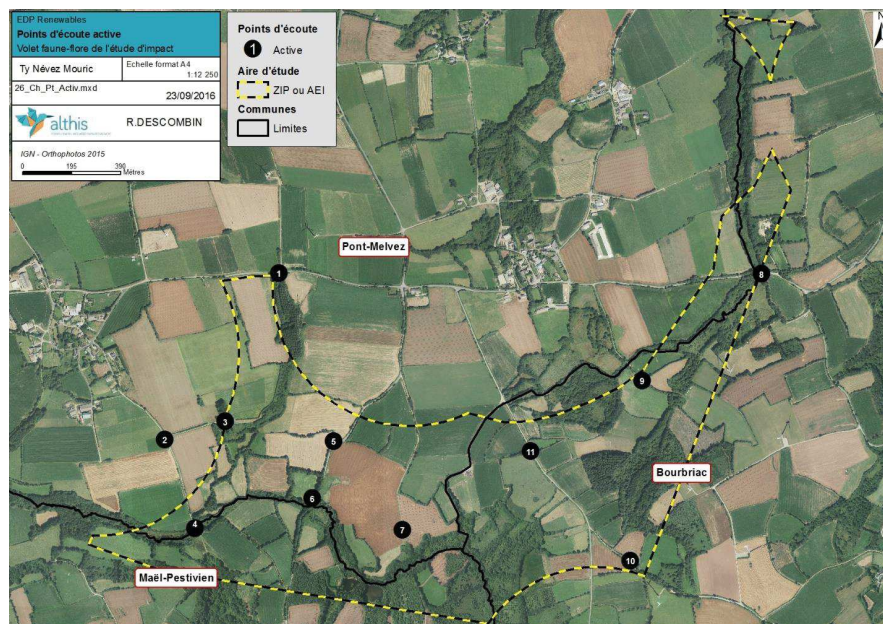 EDP Renewables
Points d'écoute active
Volet faune-flore de l'étude d'impact
Ty Névez Mouric
Echelle format A4
1:12 250
26_Ch_Pt_Activ.mxd
23/09/2016
althis
R.DESCOMBIN
IGN - Orthophotos 2015
0 195 390
Mètres
Points d'écoute
1 Active
Aire d'étude
ZIP ou AEI
Communes
Limites
N
Pont-Melvez
1
8
9
3
2
5
11
Bourbriac
6
4
7
10
Maël-Pestivien